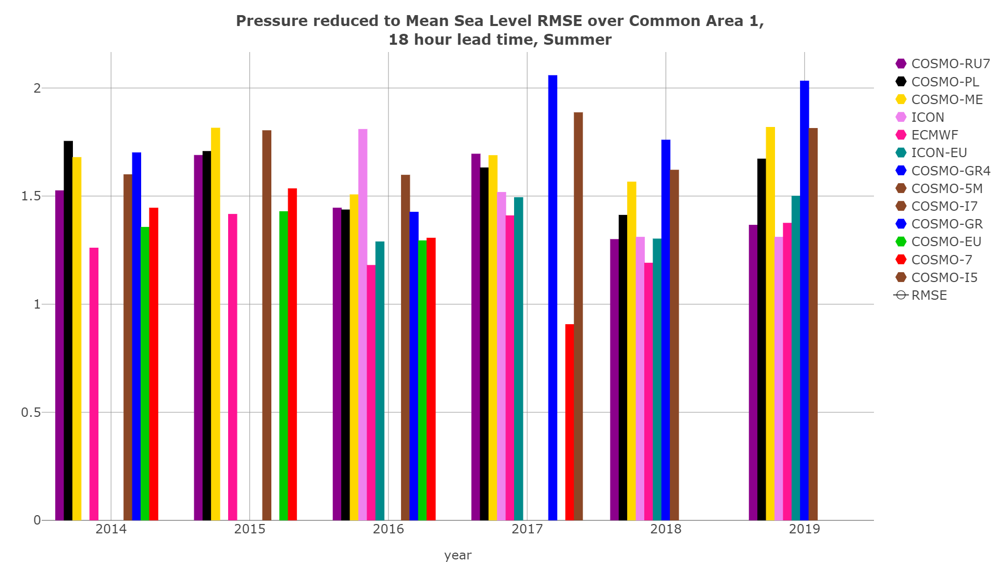 Pressure reduced to Mean Sea Level RMSE over Common Area 1,
18 hour lead time, Summer
COSMO-RU7
COSMO-PL
COSMO-ME
ICON
ECMWF
ICON-EU
COSMO-GR4
COSMO-5M
COSMO-I7
COSMO-GR
COSMO-EU
COSMO-7
COSMO-I5
RMSE
2
1.5
1
0.5
0
2014 2015 2016 2017 2018 2019
year